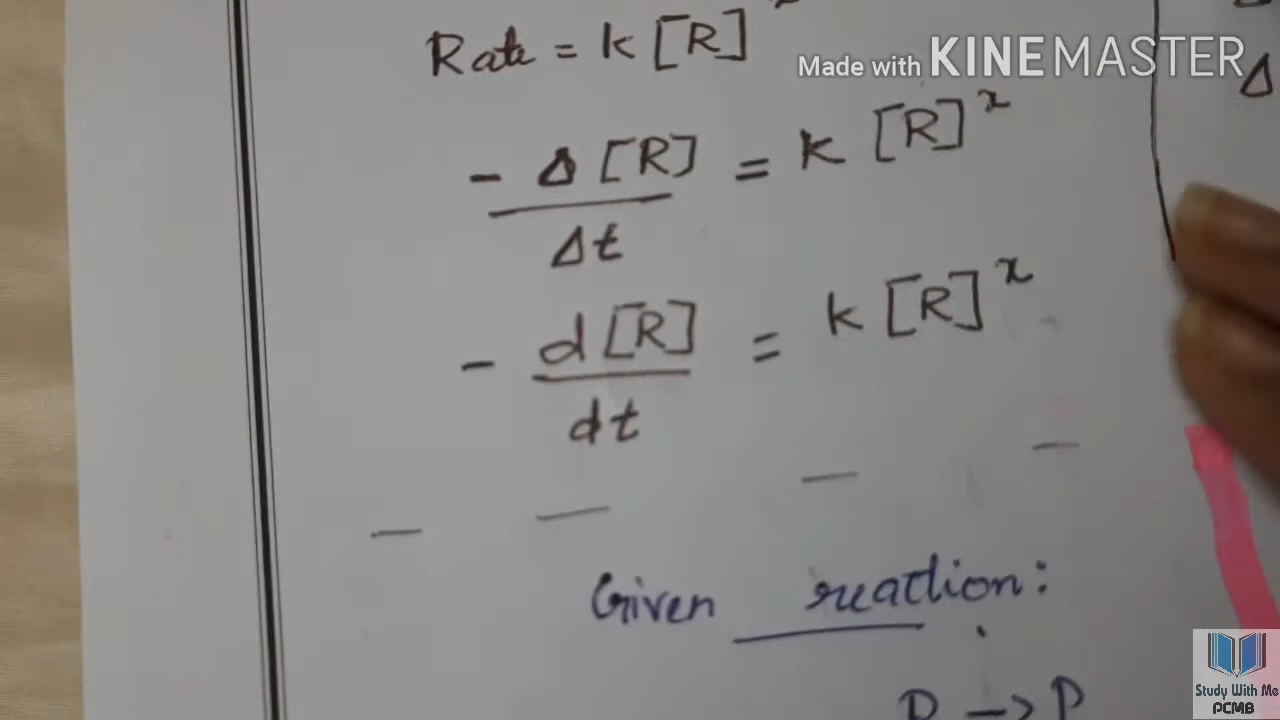 Rate = k [R]^x
Made with KINEMASTER
Δ
- Δ [R] / Δt = k [R]^x
- d [R] / dt = k [R]^x
Given reaction:
R → P
Study With Me
PCMB